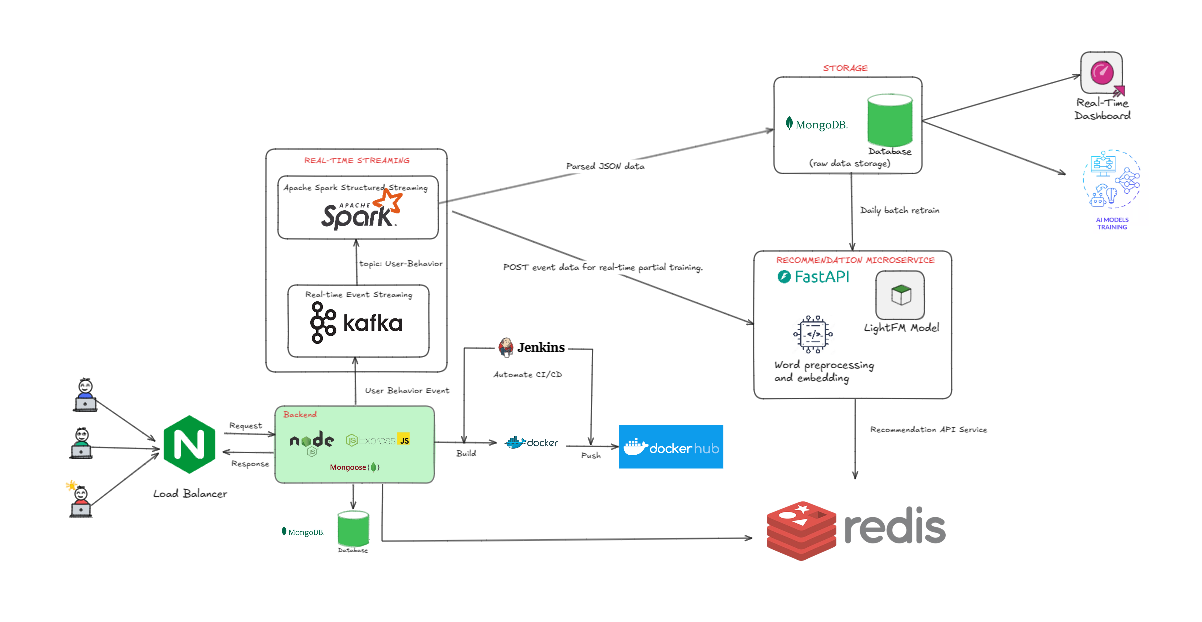 STORAGE
MongoDB.
Database
(raw data storage)
Real-Time
Dashboard
AI MODELS
TRAINING
REAL-TIME STREAMING
Apache Spark Structured Streaming
APACHE
Spark
topic: User-Behavior
Real-time Event Streaming
kafka
Parsed JSON data
POST event data for real-time partial training.
Daily batch retrain
RECOMMENDATION MICROSERVICE
FastAPI
LightFM Model
Word preprocessing
and embedding
Jenkins
Automate CI/CD
User Behavior Event
Backend
node
JS
Mongoose
Request
Response
N
Load Balancer
Build
docker
Push
dockerhub
Recommendation API Service
MongoDB.
Database
redis